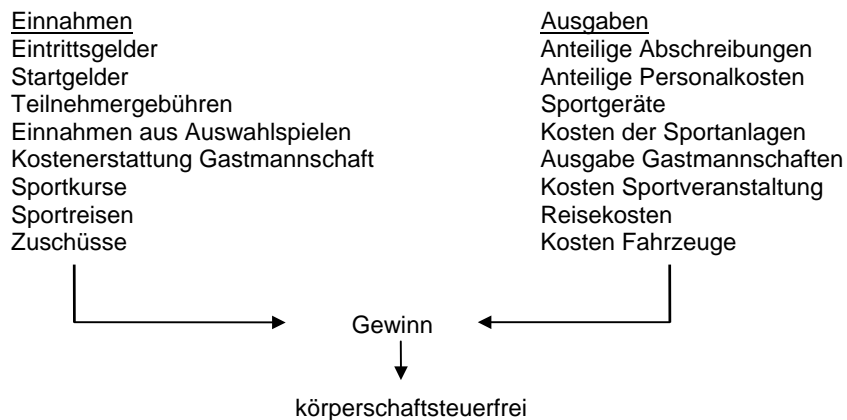 Einnahmen
Eintrittsgelder
Startgelder
Teilnehmergebühren
Einnahmen aus Auswahlspielen
Kostenerstattung Gastmannschaft
Sportkurse
Sportreisen
Zuschüsse
Ausgaben
Anteilige Abschreibungen
Anteilige Personalkosten
Sportgeräte
Kosten der Sportanlagen
Ausgabe Gastmannschaften
Kosten Sportveranstaltung
Reisekosten
Kosten Fahrzeuge
Gewinn
körperschaftsteuerfrei